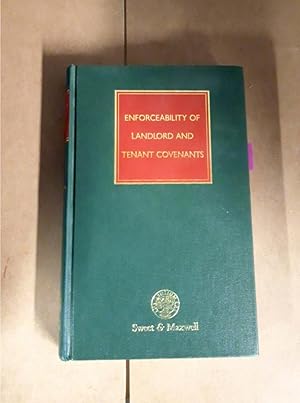 ENFORCEABILITY OF
LANDLORD AND
TENANT COVENANTS
Sweet & Maxwell